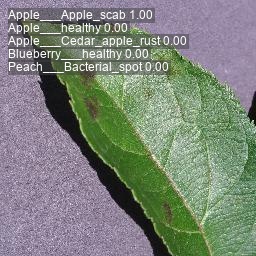 Apple___Apple_scab 1.00
Apple___healthy 0.00
Apple___Cedar_apple_rust 0.00
Blueberry___healthy 0.00
Peach___Bacterial_spot 0.00